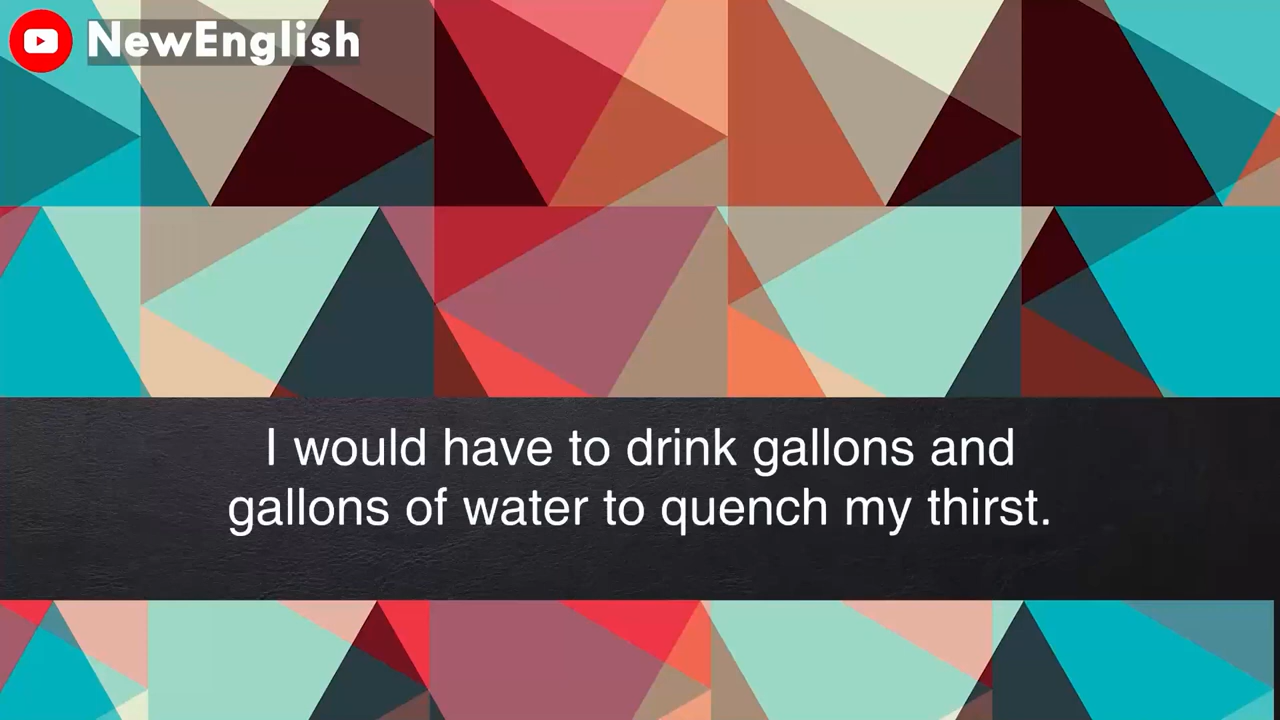 NewEnglish
I would have to drink gallons and
gallons of water to quench my thirst.